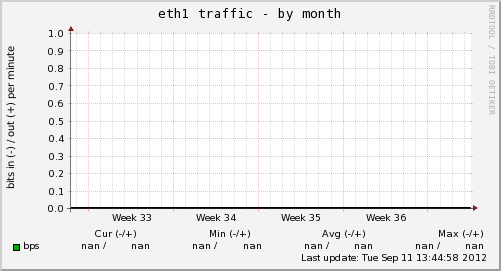 eth1 traffic - by month
RRDTOOL / TOBI OETIKER
bits in (-) / out (+) per minute
1.0
0.9
0.8
0.7
0.6
0.5
0.4
0.3
0.2
0.1
0.0
Week 33 Week 34 Week 35 Week 36
Cur (-/+) Min (-/+) Avg (-/+) Max (-/+)
bps nan / nan nan / nan nan / nan nan / nan
Last update: Tue Sep 11 13:44:58 2012